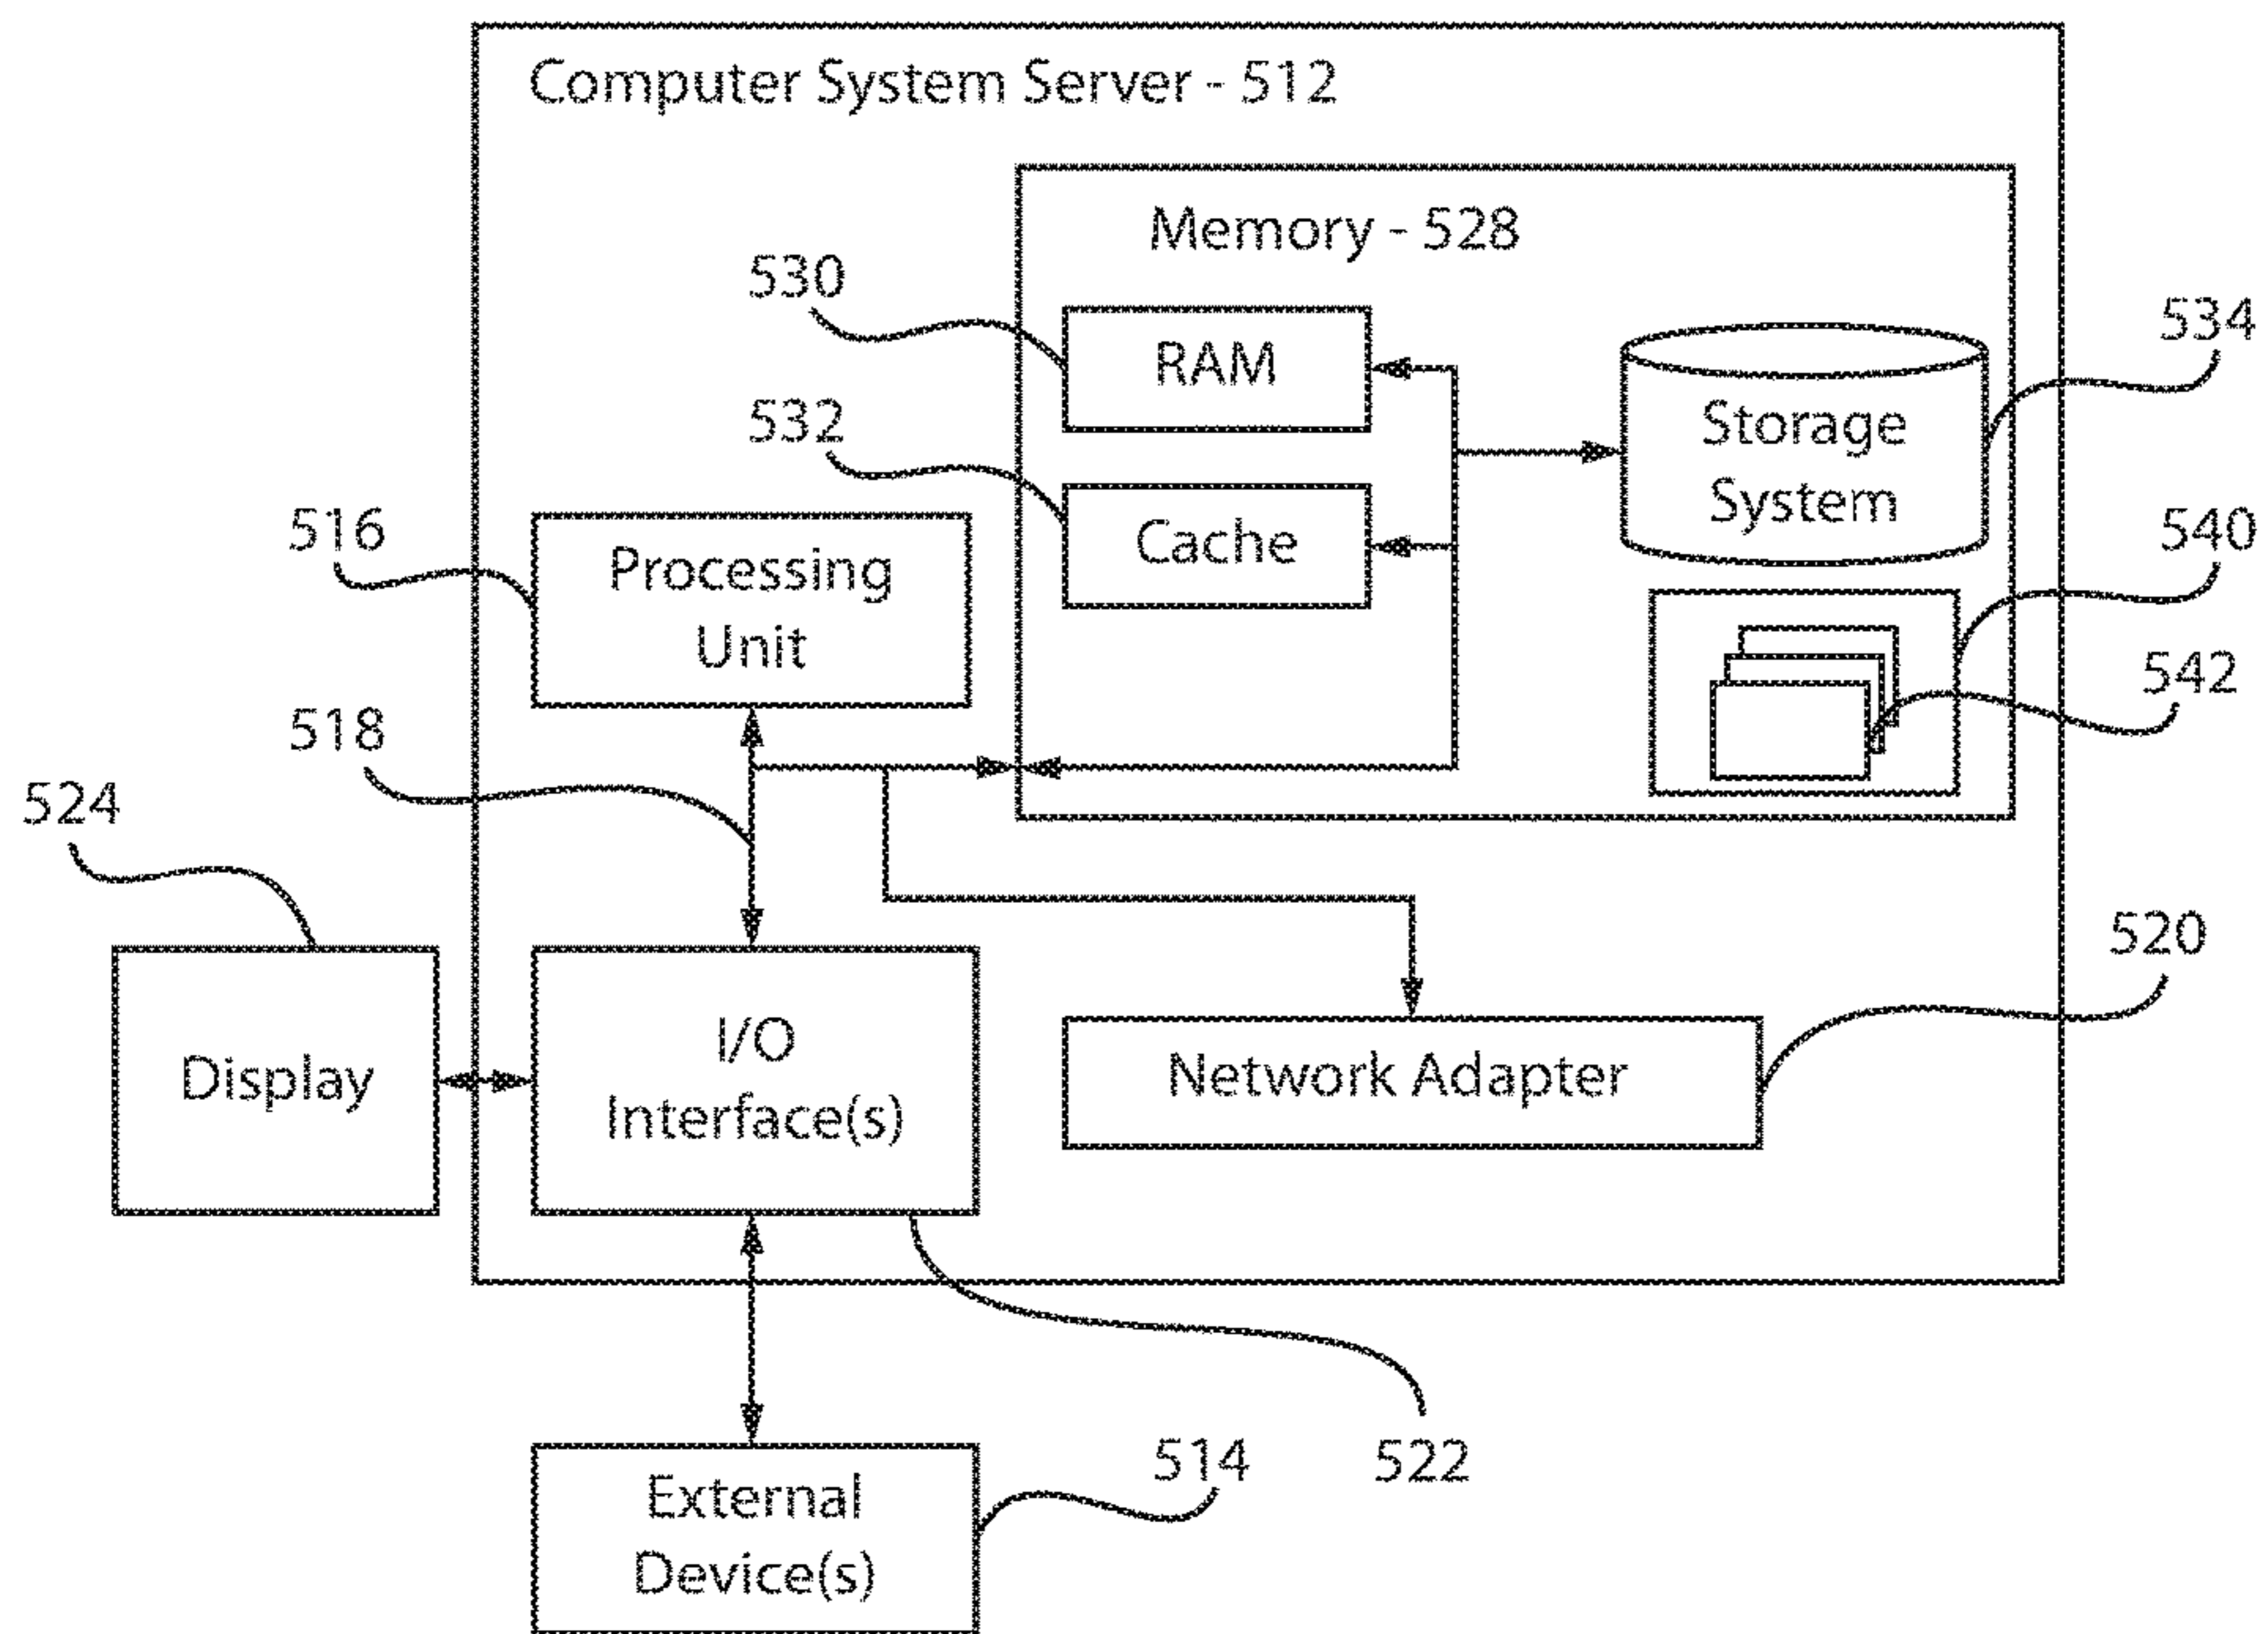 Computer System Server - 512
Memory - 528
530
RAM
534
532
Storage
System
Cache
516
Processing
Unit
540
542
518
524
520
Display
I/O
Interface(s)
Network Adapter
514
522
External
Device(s)